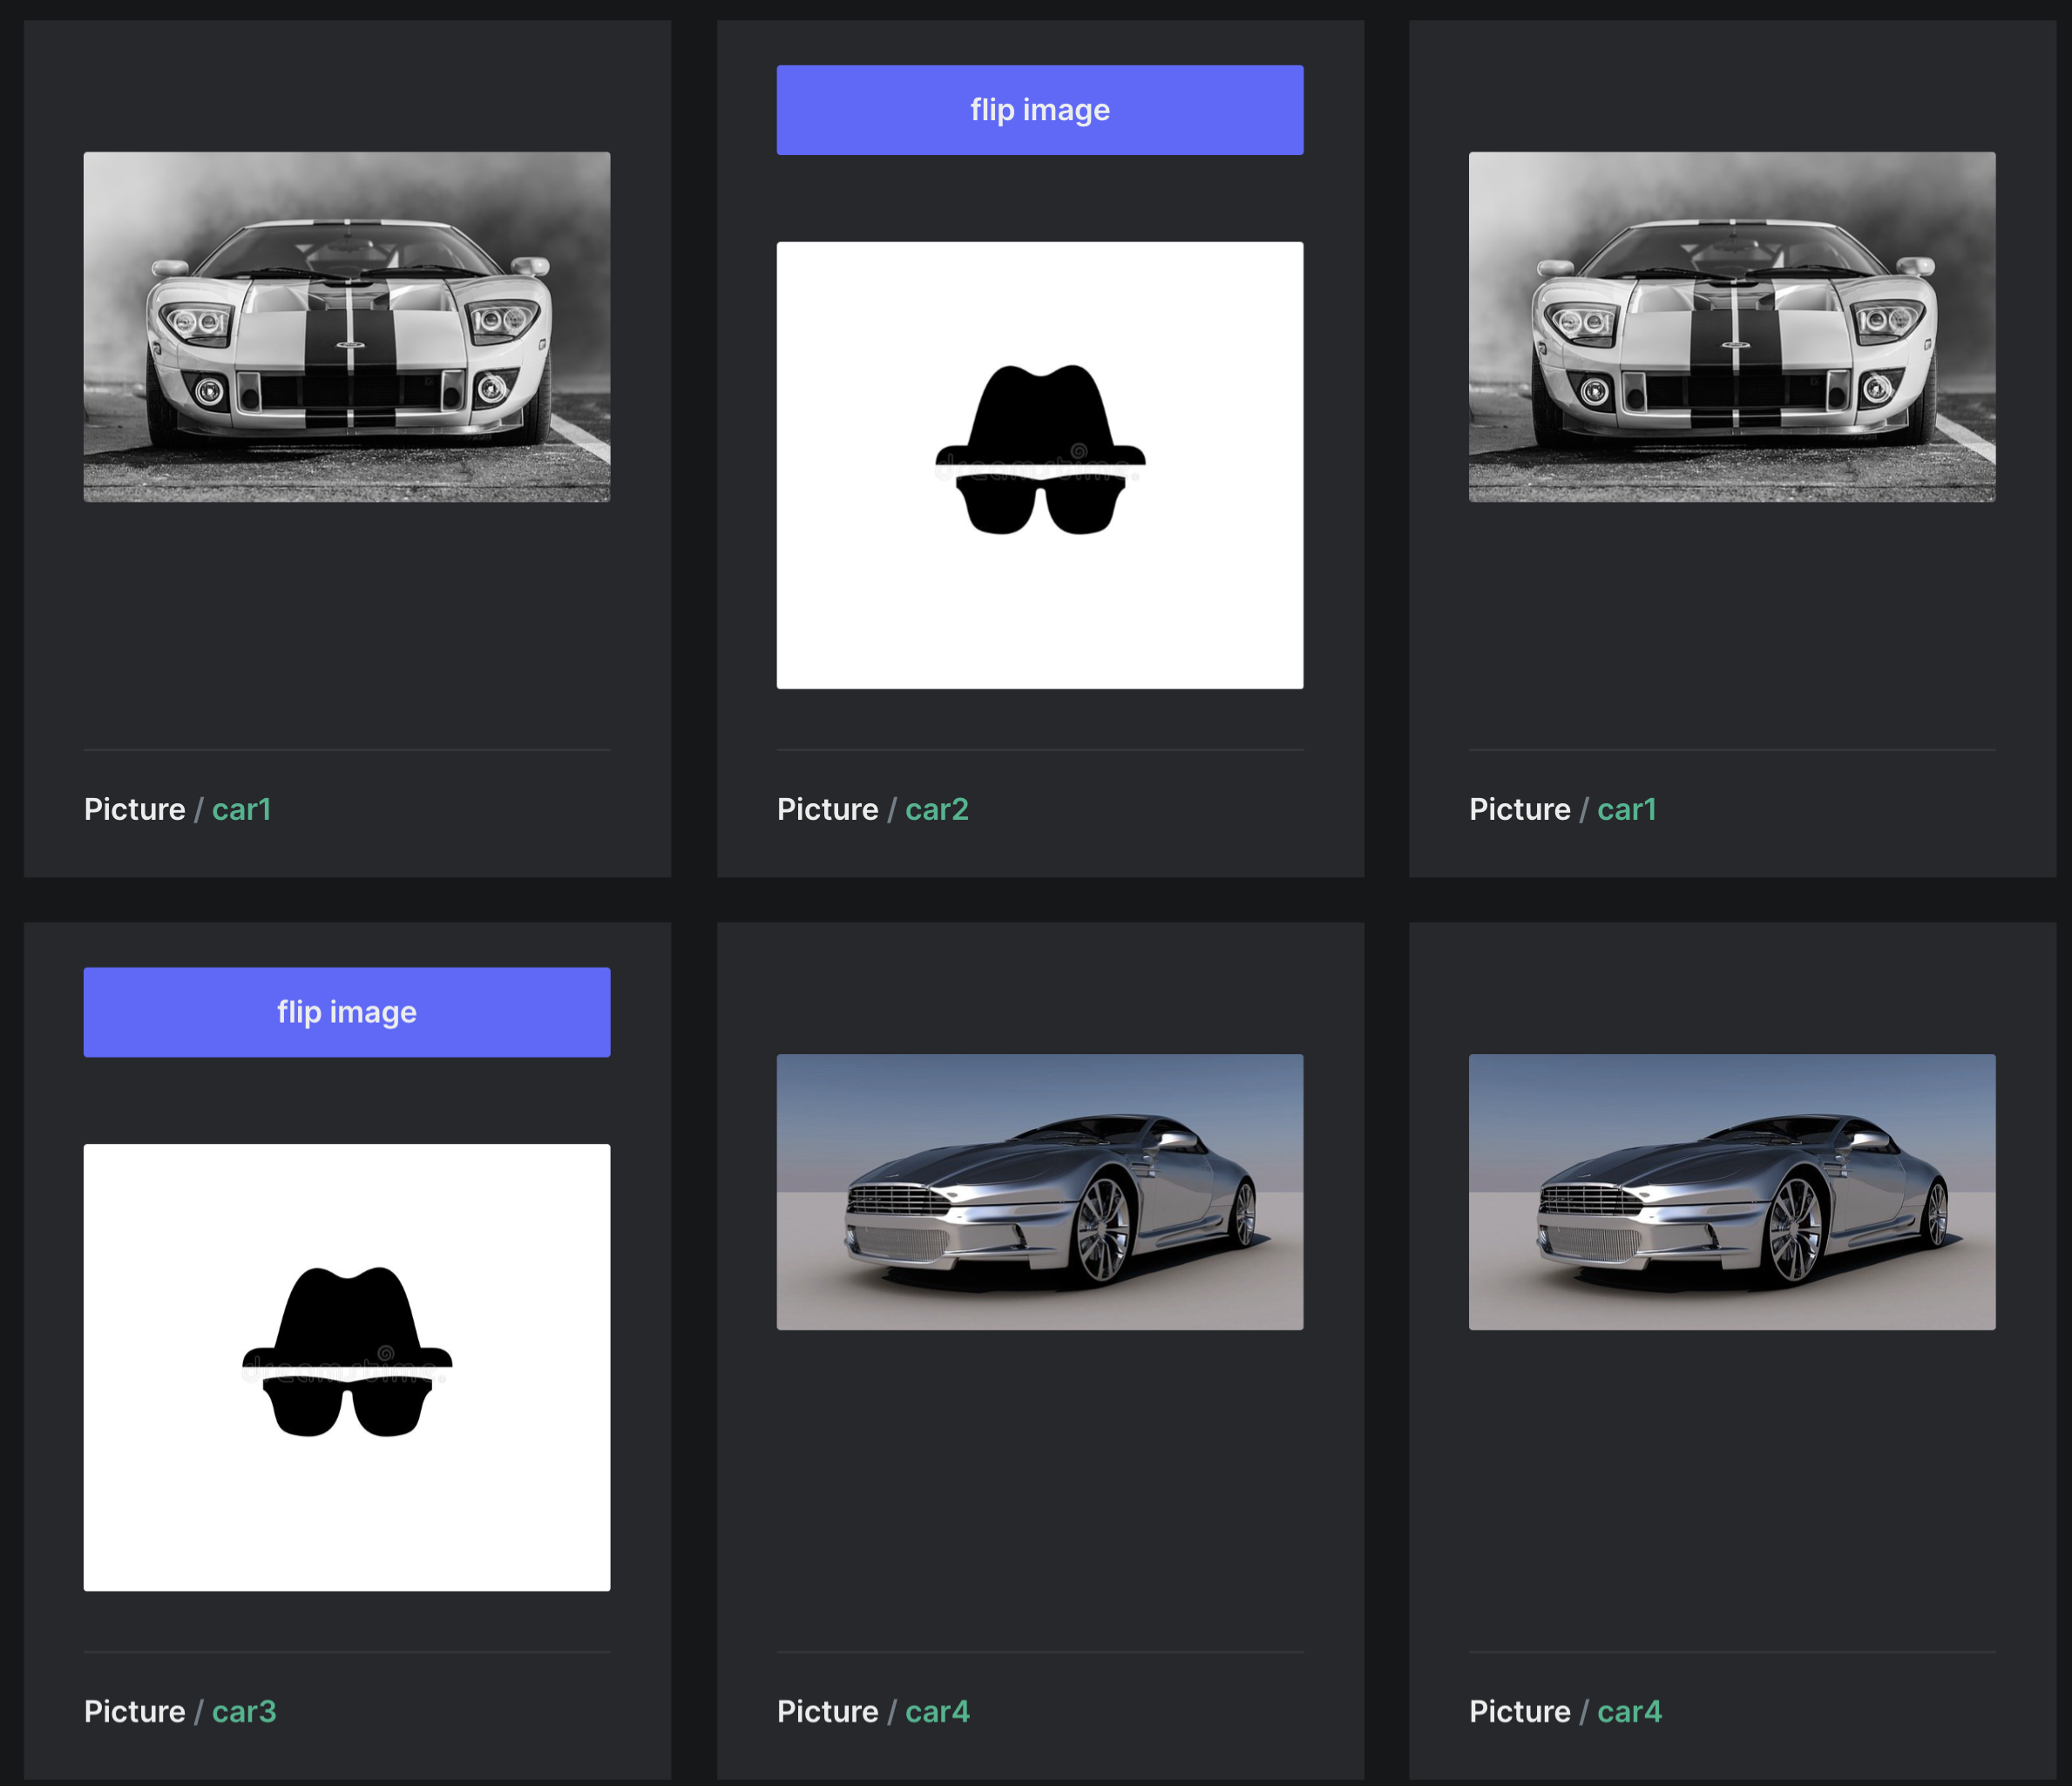 flip image
dreamstime.
Picture / car1
Picture / car2
Picture / car1
flip image
dreamstime.
Picture / car3
Picture / car4
Picture / car4